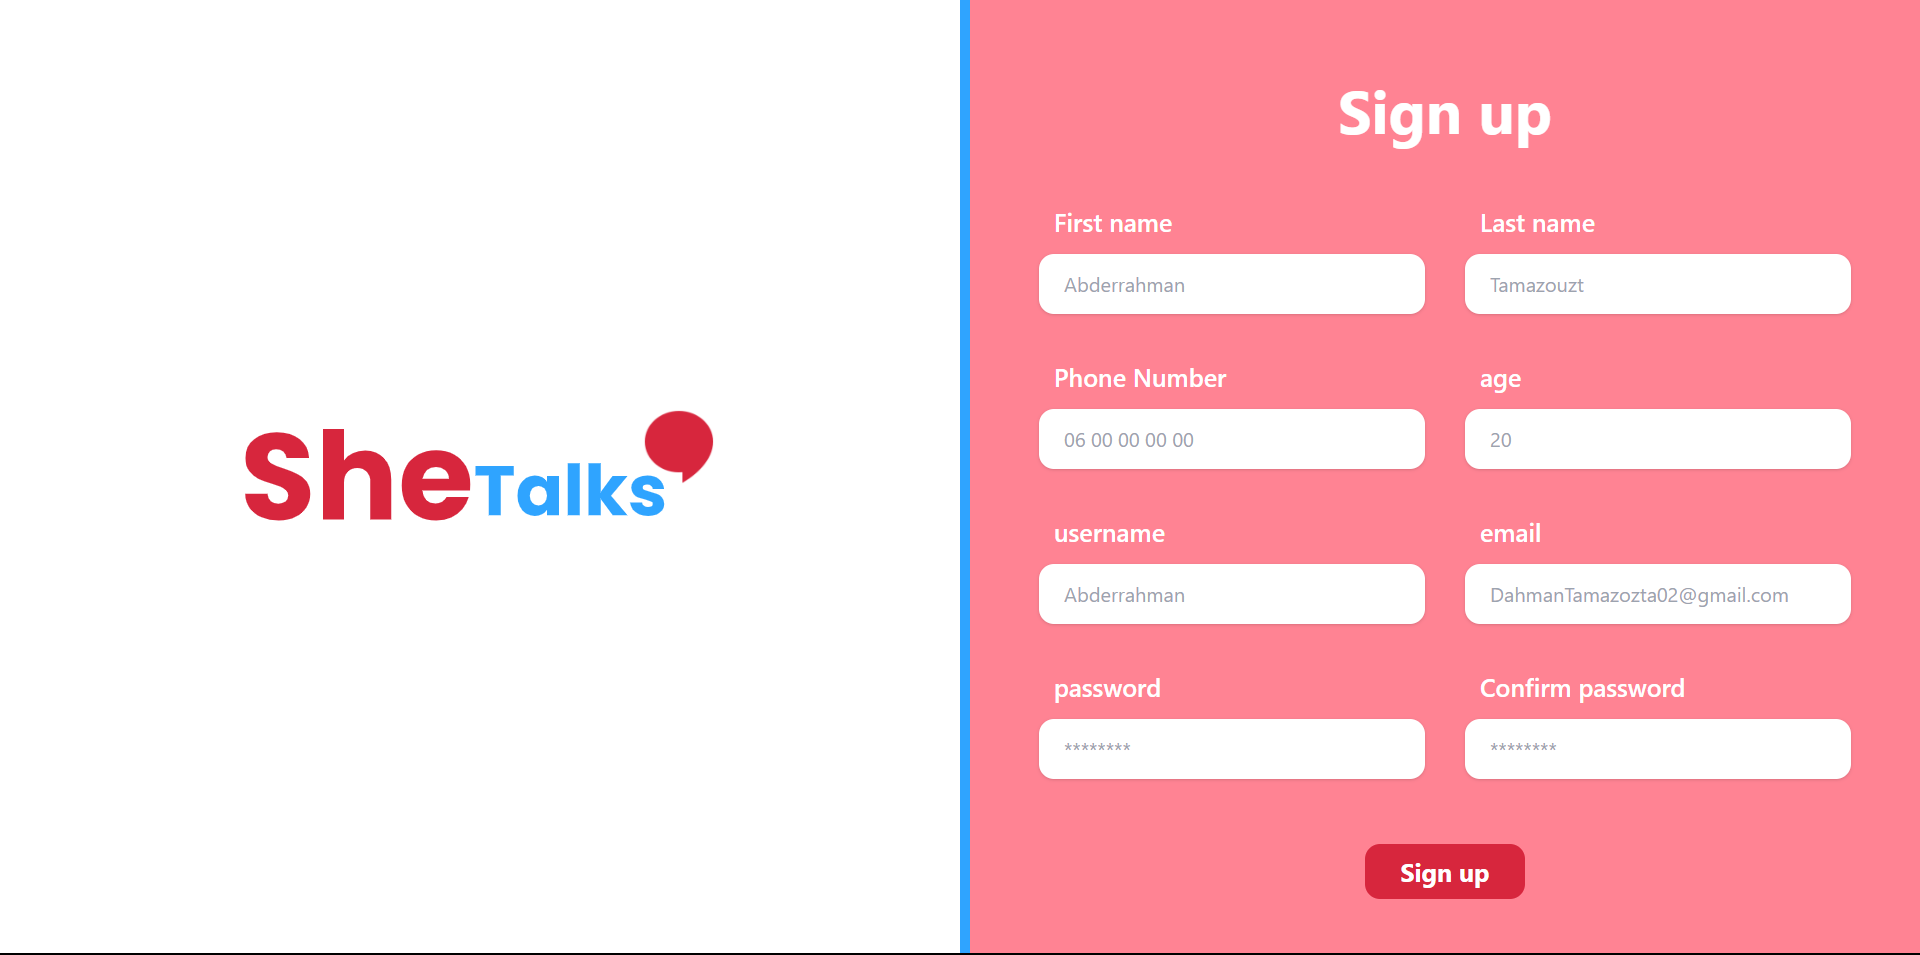 SheTalks
Sign up
First name
Last name
Abderrahman
Tamazouzt
Phone Number
age
06 00 00 00 00
20
username
email
Abderrahman
DahmanTamazozta02@gmail.com
password
Confirm password
********
********
Sign up